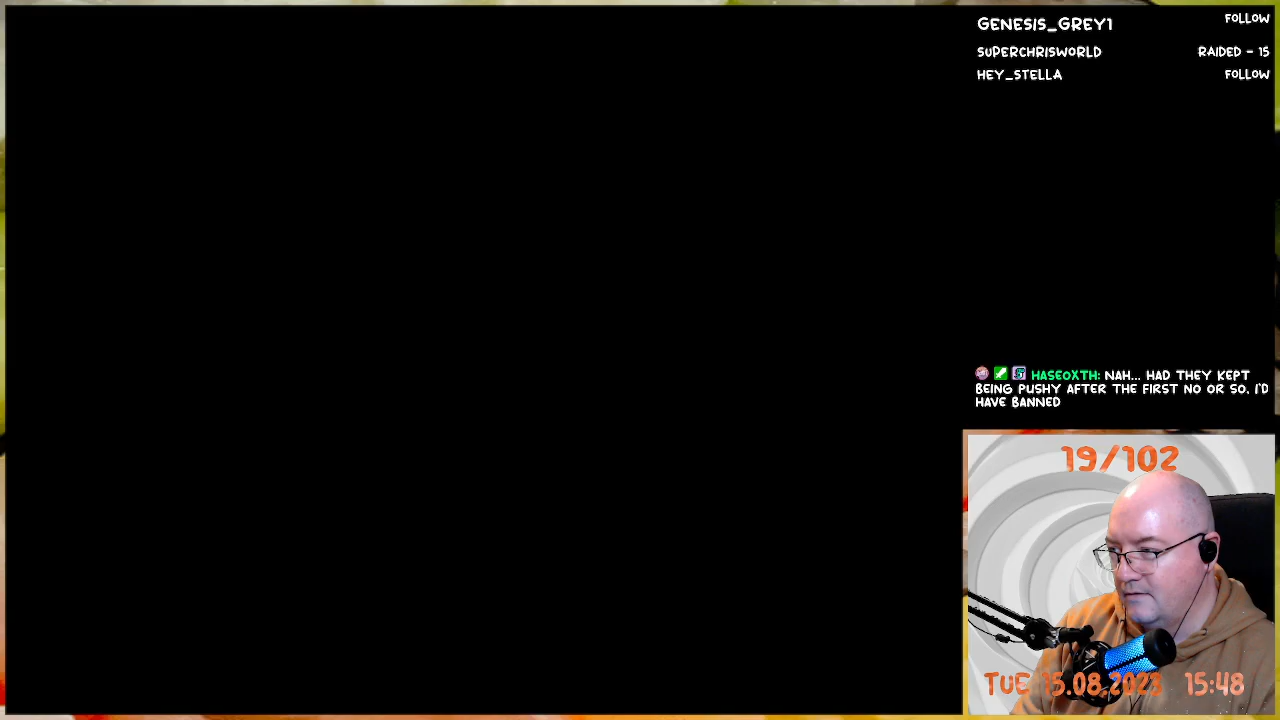 GENESIS_GREY1 FOLLOW
SUPERCHRISWORLD RAIDED - 15
HEY_STELLA FOLLOW
HASEOXTH: NAH... HAD THEY KEPT
BEING PUSHY AFTER THE FIRST NO OR SO, I'D
HAVE BANNED
19/102
TUE 15.08.2023 15:48